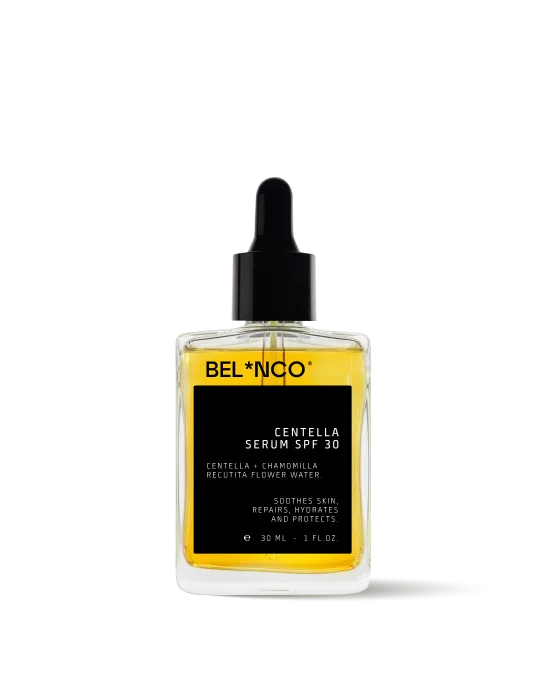 BEL*NCO®
CENTELLA
SERUM SPF 30
CENTELLA + CHAMOMILLA
RECUTITA FLOWER WATER.
SOOTHES SKIN,
REPAIRS, HYDRATES
AND PROTECTS.
℮ 30 ML - 1 FL.OZ.